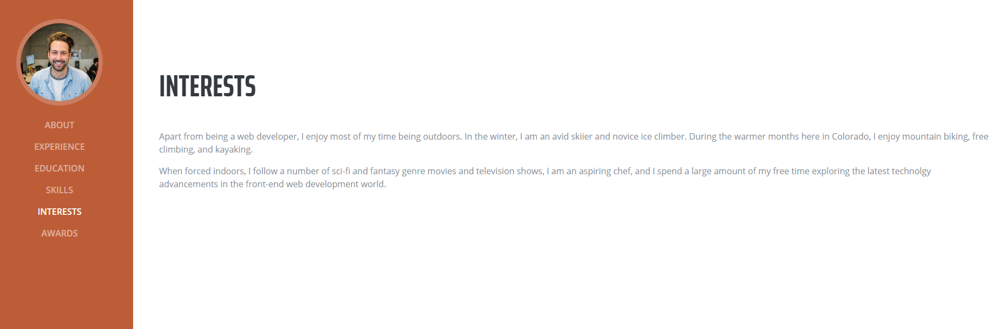 ABOUT
EXPERIENCE
EDUCATION
SKILLS
INTERESTS
AWARDS
INTERESTS
Apart from being a web developer, I enjoy most of my time being outdoors. In the winter, I am an avid skiier and novice ice climber. During the warmer months here in Colorado, I enjoy mountain biking, free
climbing, and kayaking.
When forced indoors, I follow a number of sci-fi and fantasy genre movies and television shows, I am an aspiring chef, and I spend a large amount of my free time exploring the latest technolgy
advancements in the front-end web development world.